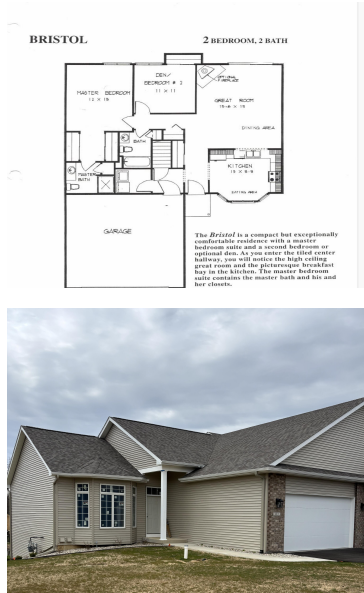 BRISTOL
2 BEDROOM, 2 BATH
DEN/
BEDROOM # 2
11 X 11
OPTIONAL
FIREPLACE
MASTER BEDROOM
GREAT ROOM
DINING AREA
BATH
KITCHEN
MASTER
BATH
EATING AREA
GARAGE
The Bristol is a compact but exceptionally
comfortable residence with a master
bedroom suite and a second bedroom or
optional den. As you enter the tiled center
hallway, you will notice the high ceiling
great room and the picturesque breakfast
bay in the kitchen. The master bedroom
suite contains the master bath and his and
her closets.